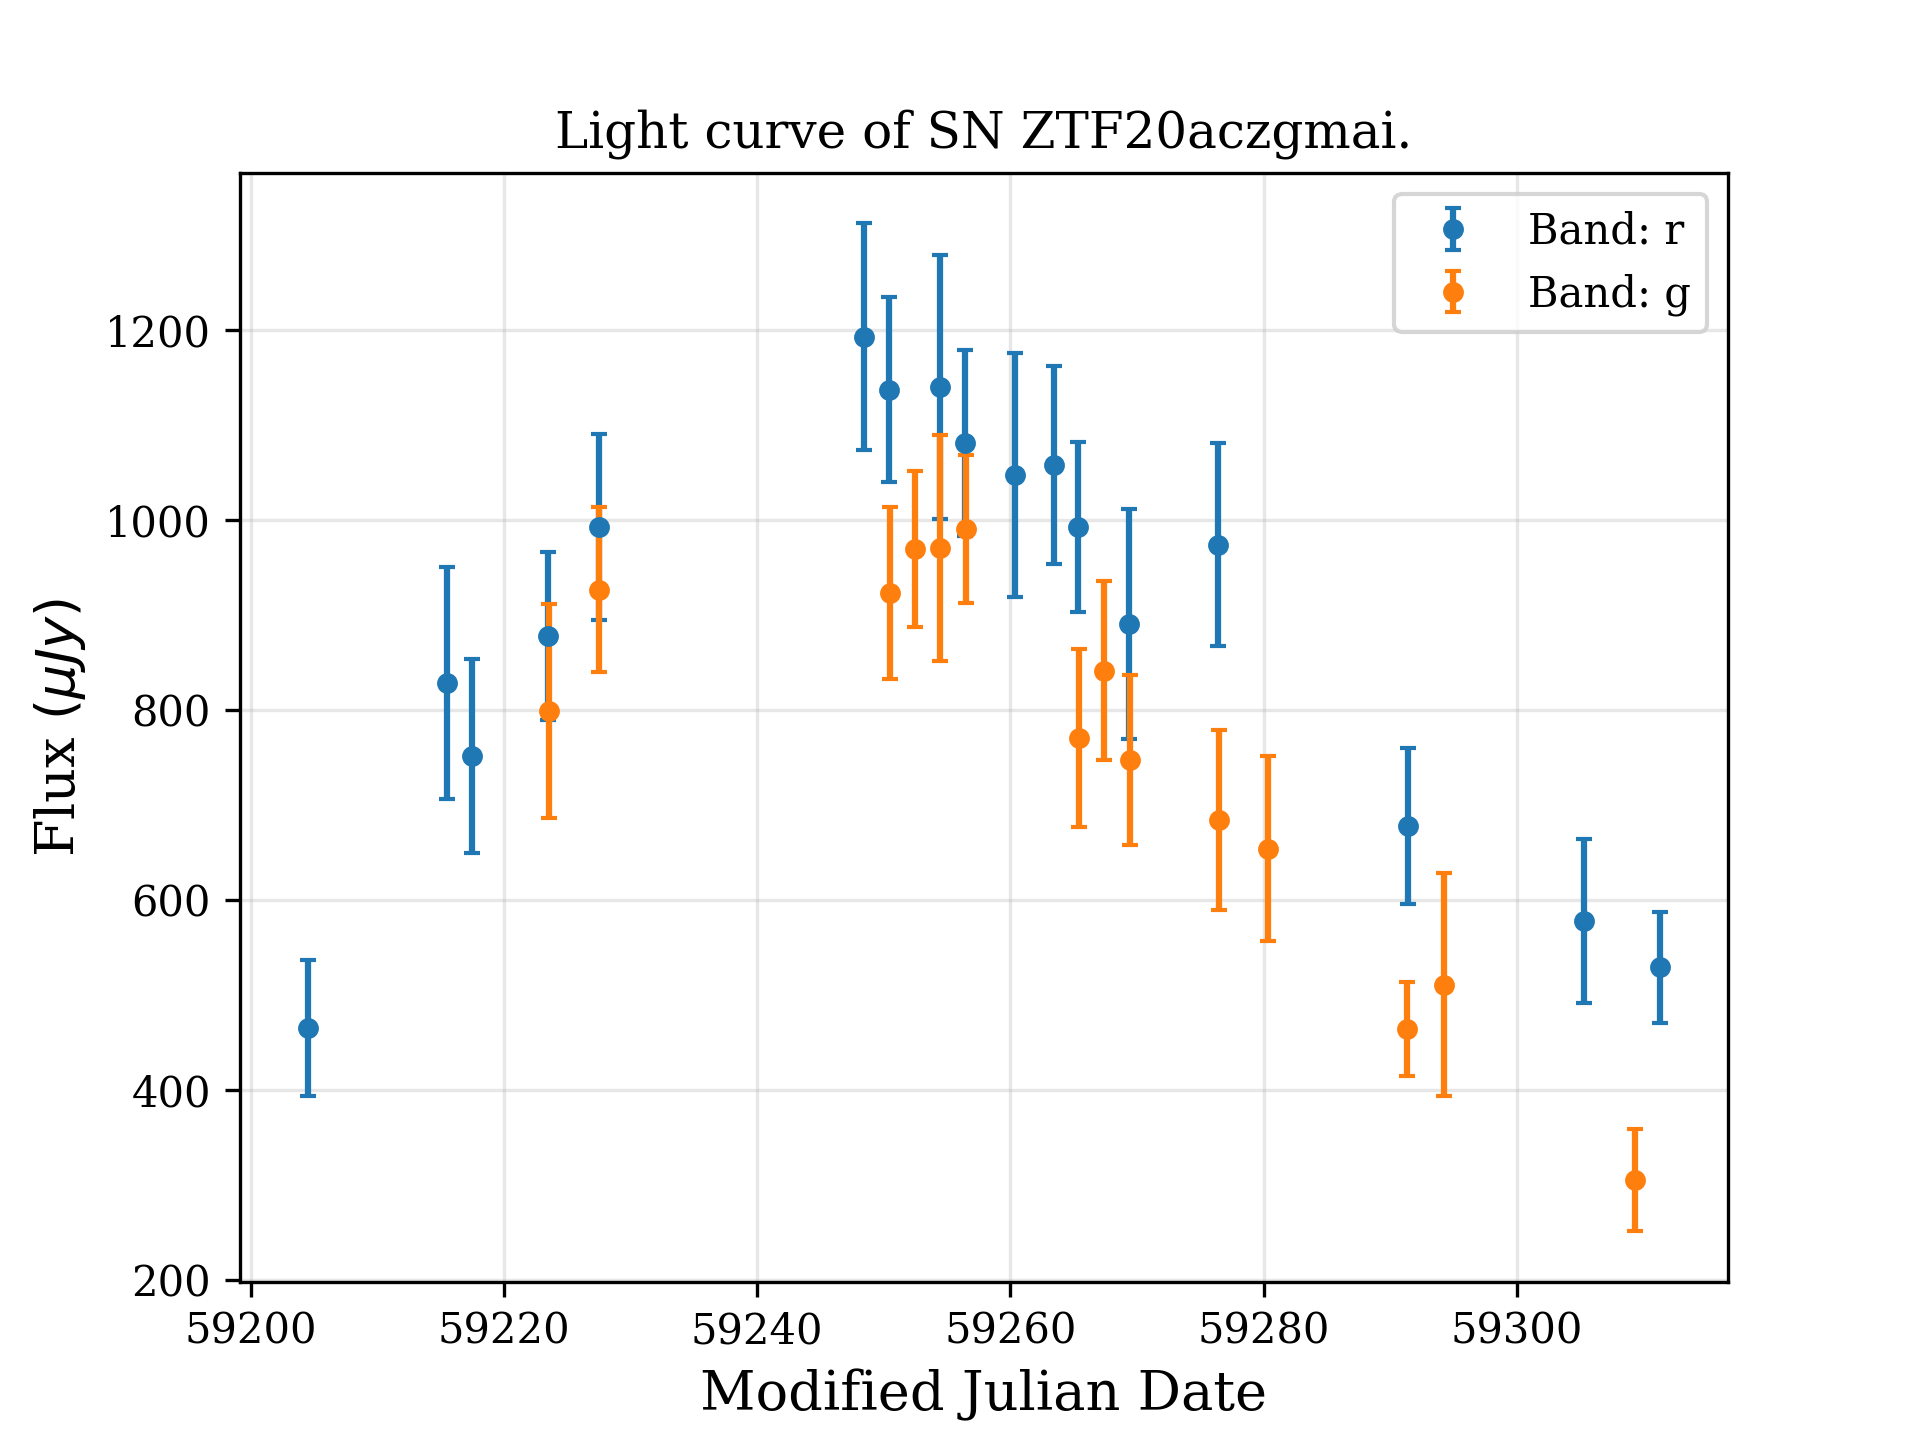 Light curve of SN ZTF20aczgmai.
Band: r
Band: g
Flux (μJy)
1200
1000
800
600
400
200
59200 59220 59240 59260 59280 59300
Modified Julian Date